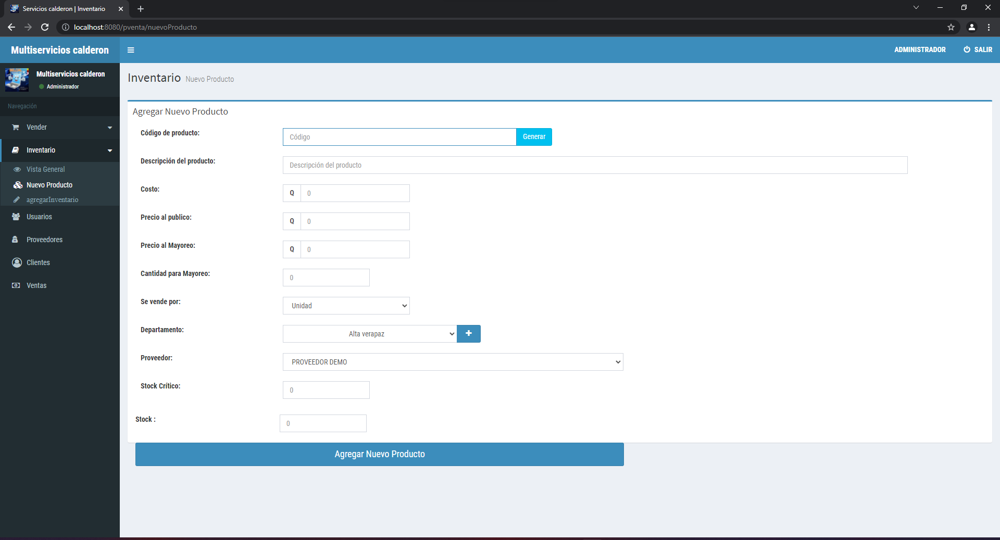 Servicios calderon | Inventario
localhost:8080/pventa/nuevoProducto
Multiservicios calderon
ADMINISTRADOR
SALIR
Multiservicios calderon
Administrador
Navegación
Vender
Inventario
Vista General
Nuevo Producto
agregarInventario
Usuarios
Proveedores
Clientes
Ventas
Inventario Nuevo Producto
Agregar Nuevo Producto
Código de producto:
Código
Generar
Descripción del producto:
Descripción del producto
Costo:
Q 0
Precio al publico:
Q 0
Precio al Mayoreo:
Q 0
Cantidad para Mayoreo:
0
Se vende por:
Unidad
Departamento:
Alta verapaz
Proveedor:
PROVEEDOR DEMO
Stock Crítico:
0
Stock :
0
Agregar Nuevo Producto